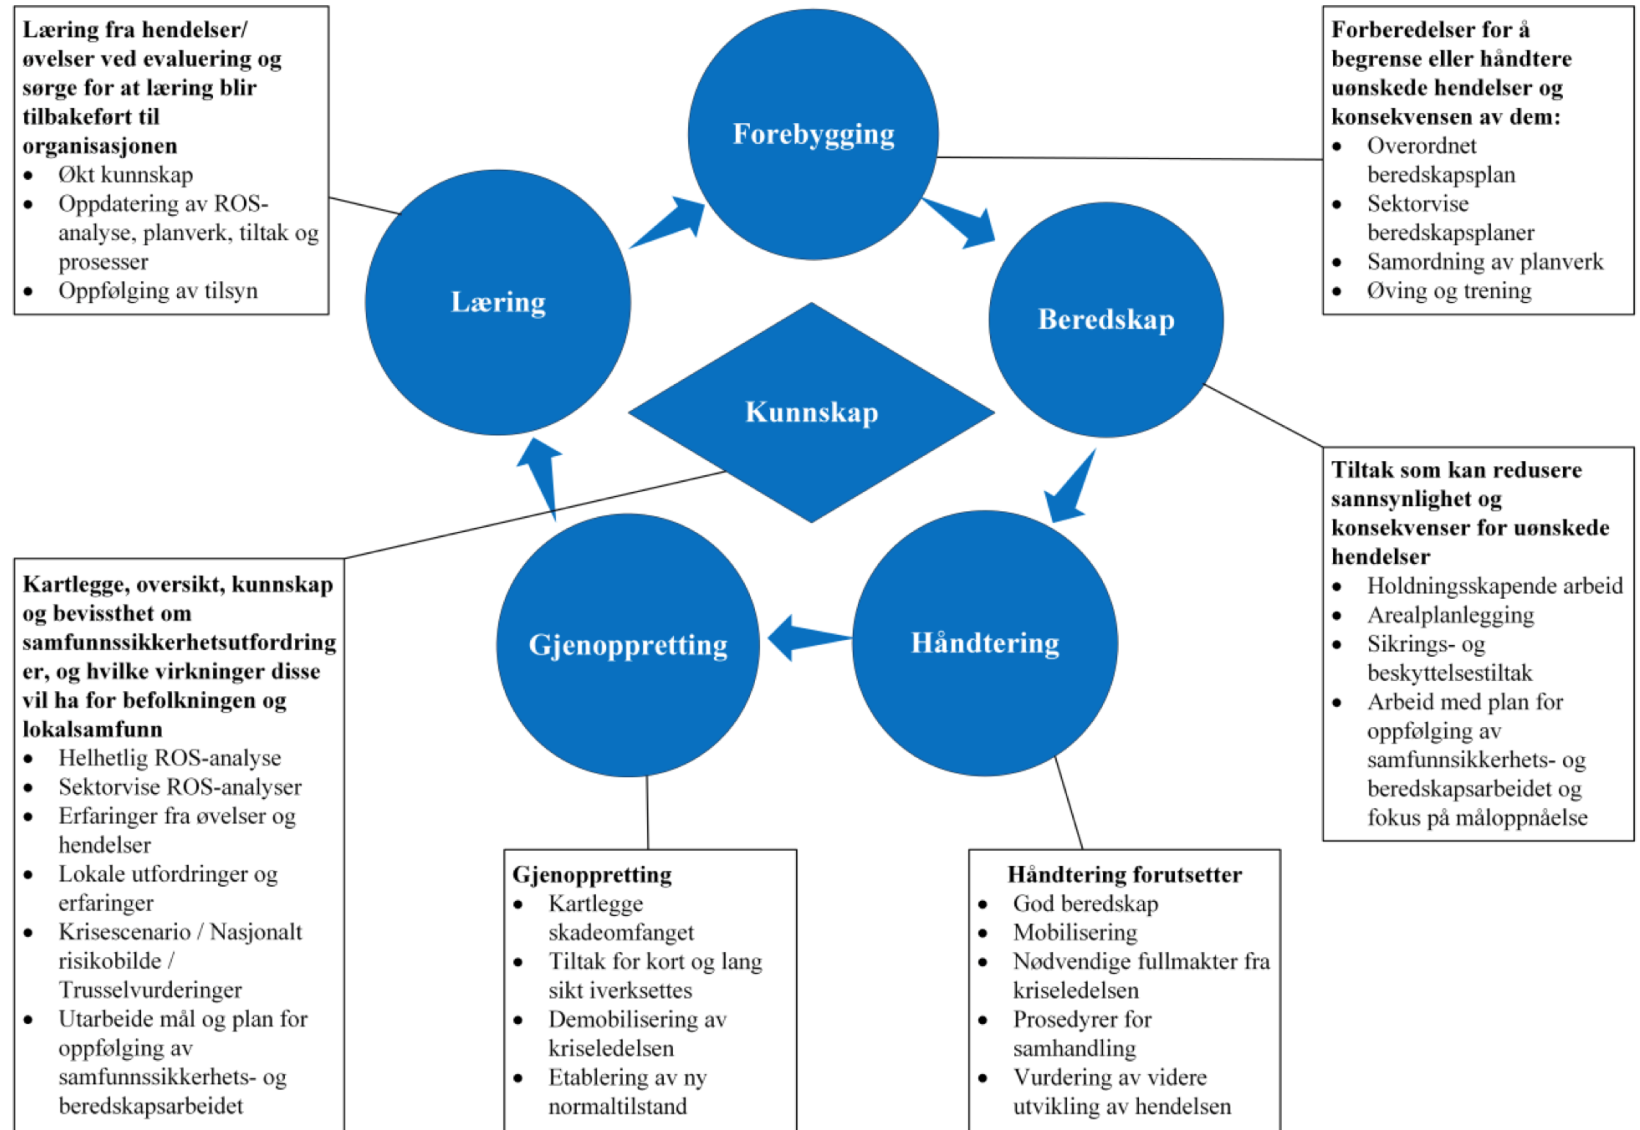 Læring fra hendelser/
øvelser ved evaluering og
sørge for at læring blir
tilbakeført til
organisasjonen
• Økt kunnskap
• Oppdatering av ROS-
analyse, planverk, tiltak og
prosesser
• Oppfølging av tilsyn
Forebygging
Forberedelser for å
begrense eller håndtere
uønskede hendelser og
konsekvensen av dem:
• Overordnet
beredskapsplan
• Sektorvise
beredskapsplaner
• Samordning av planverk
• Øving og trening
Læring
Beredskap
Kunnskap
Tiltak som kan redusere
sannsynlighet og
konsekvenser for uønskede
hendelser
• Holdningsskapende arbeid
• Arealplanlegging
• Sikrings- og
beskyttelsestiltak
• Arbeid med plan for
oppfølging av
samfunnsikkerhets- og
beredskapsarbeidet og
fokus på måloppnåelse
Gjenoppretting
Håndtering
Kartlegge, oversikt, kunnskap
og bevissthet om
samfunnssikkerhetsutfordring
er, og hvilke virkninger disse
vil ha for befolkningen og
lokalsamfunn
• Helhetlig ROS-analyse
• Sektorvise ROS-analyser
• Erfaringer fra øvelser og
hendelser
• Lokale utfordringer og
erfaringer
• Krisescenario / Nasjonalt
risikobilde /
Trusselvurderinger
• Utarbeide mål og plan for
oppfølging av
samfunnssikkerhets- og
beredskapsarbeidet
Gjenoppretting
• Kartlegge
skadeomfanget
• Tiltak for kort og lang
sikt iverksettes
• Demobilisering av
kriseledelsen
• Etablering av ny
normaltilstand
Håndtering forutsetter
• God beredskap
• Mobilisering
• Nødvendige fullmakter fra
kriseledelsen
• Prosedyrer for
samhandling
• Vurdering av videre
utvikling av hendelsen